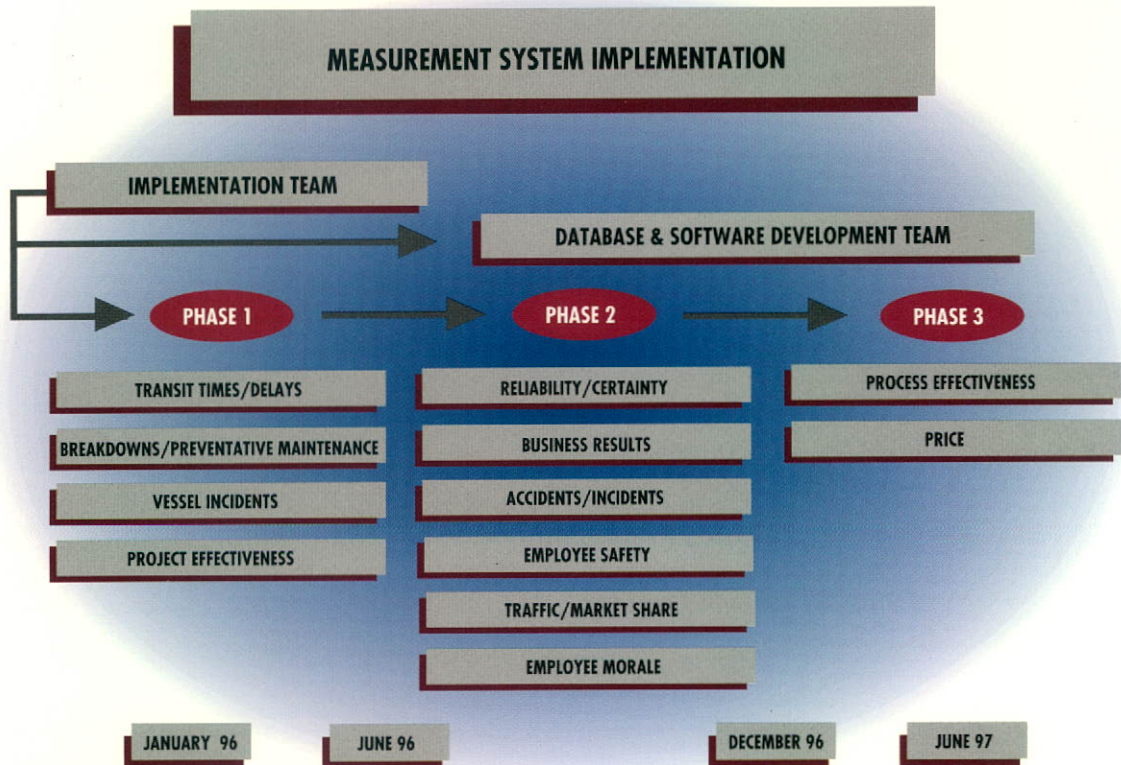 MEASUREMENT SYSTEM IMPLEMENTATION
IMPLEMENTATION TEAM
DATABASE & SOFTWARE DEVELOPMENT TEAM
PHASE 1
PHASE 2
PHASE 3
TRANSIT TIMES/DELAYS
BREAKDOWNS/PREVENTATIVE MAINTENANCE
VESSEL INCIDENTS
PROJECT EFFECTIVENESS
RELIABILITY/CERTAINTY
BUSINESS RESULTS
ACCIDENTS/INCIDENTS
EMPLOYEE SAFETY
TRAFFIC/MARKET SHARE
EMPLOYEE MORALE
PROCESS EFFECTIVENESS
PRICE
JANUARY 96
JUNE 96
DECEMBER 96
JUNE 97